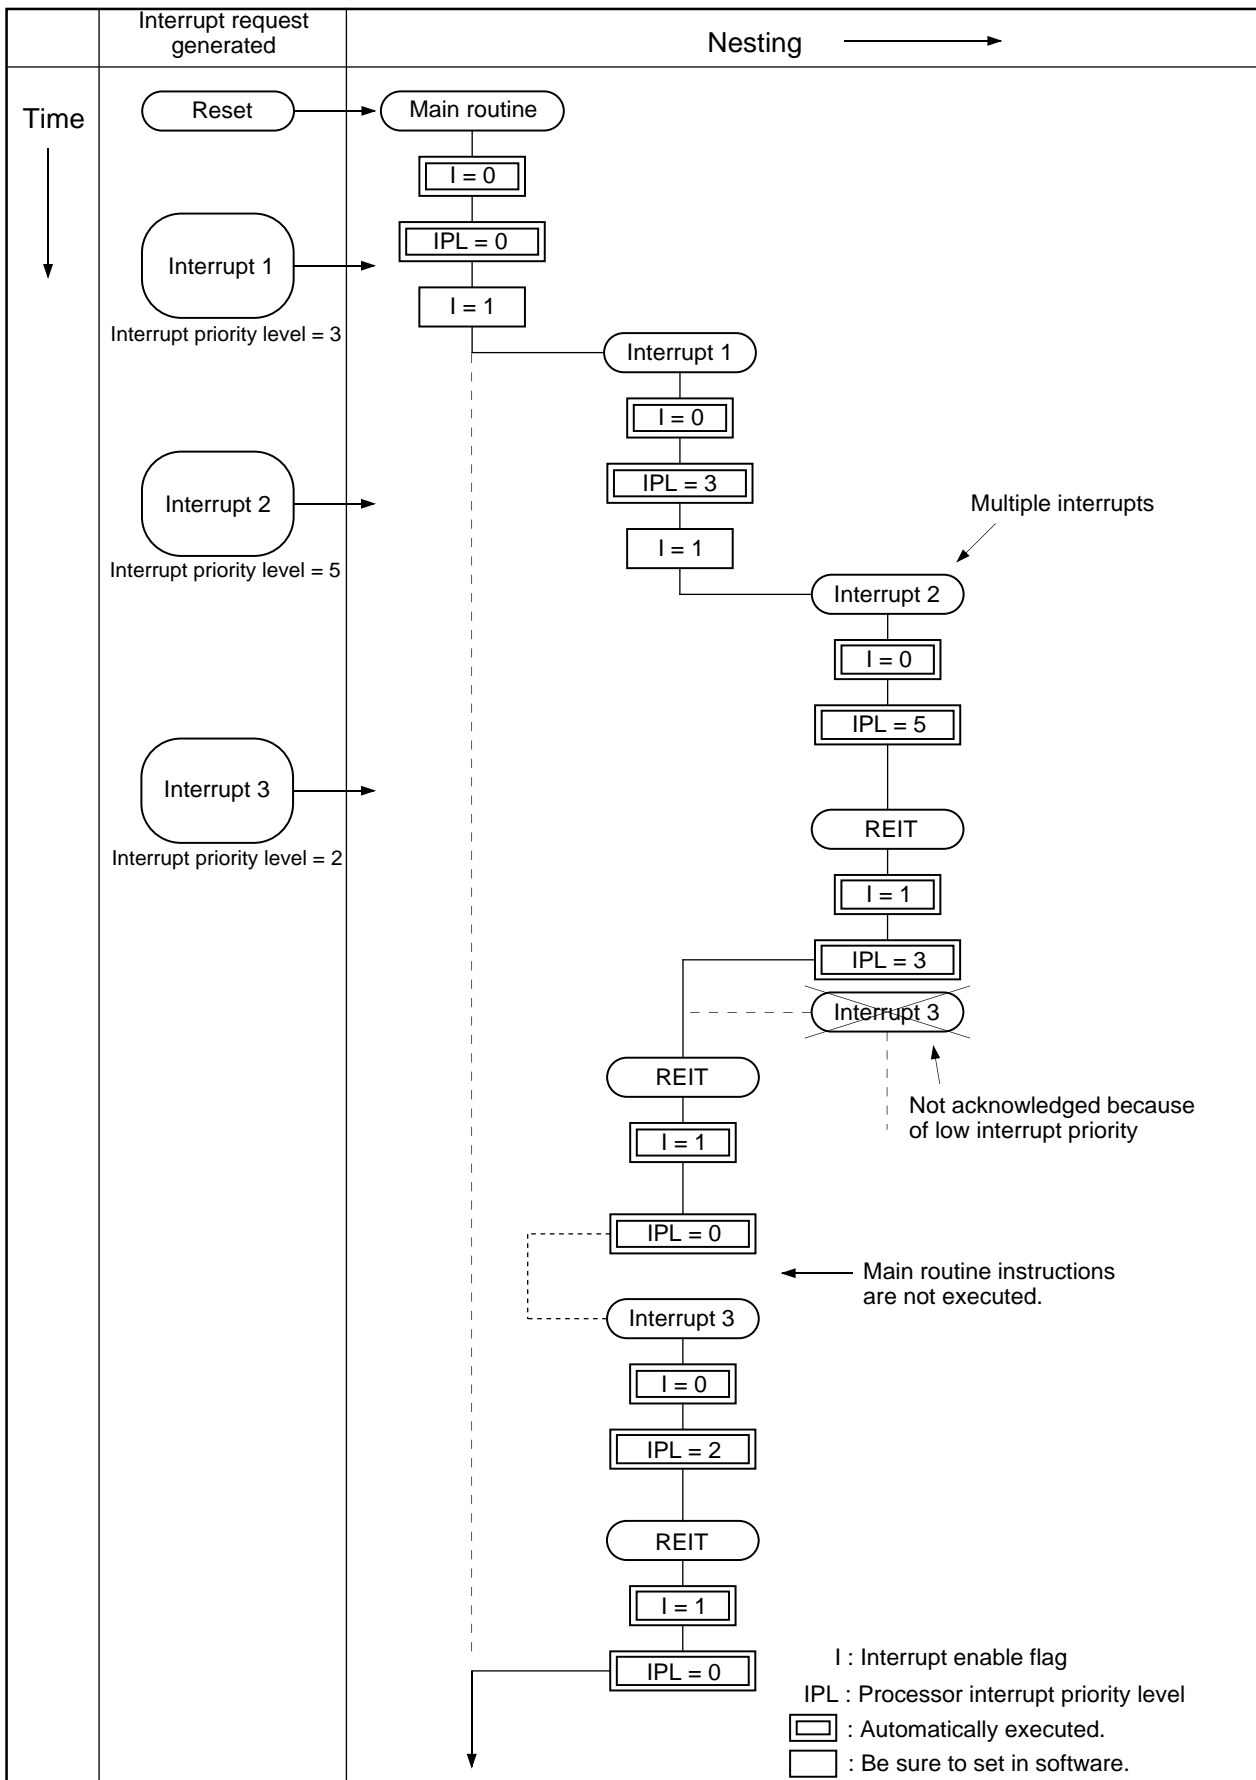 Interrupt request
generated
Nesting
Time
Reset
Main routine
I = 0
IPL = 0
Interrupt 1
I = 1
Interrupt priority level = 3
Interrupt 1
I = 0
IPL = 3
Interrupt 2
Multiple interrupts
I = 1
Interrupt priority level = 5
Interrupt 2
I = 0
IPL = 5
Interrupt 3
REIT
Interrupt priority level = 2
I = 1
IPL = 3
Interrupt 3
REIT
Not acknowledged because
of low interrupt priority
I = 1
IPL = 0
Main routine instructions
are not executed.
Interrupt 3
I = 0
IPL = 2
REIT
I = 1
IPL = 0
I : Interrupt enable flag
IPL : Processor interrupt priority level
: Automatically executed.
: Be sure to set in software.